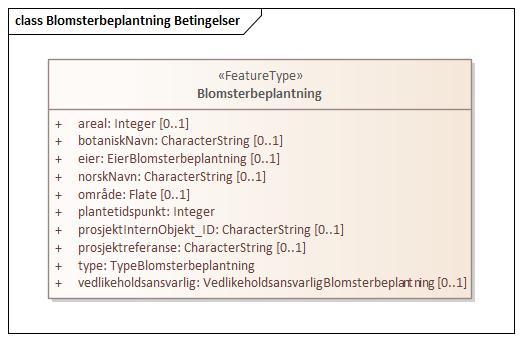 class Blomsterbeplantning Betingelser
«FeatureType»
Blomsterbeplantning
+ areal: Integer [0..1]
+ botaniskNavn: CharacterString [0..1]
+ eier: EierBlomsterbeplantning [0..1]
+ norskNavn: CharacterString [0..1]
+ område: Flate [0..1]
+ plantetidspunkt: Integer
+ prosjektInternObjekt_ID: CharacterString [0..1]
+ prosjektreferanse: CharacterString [0..1]
+ type: TypeBlomsterbeplantning
+ vedlikeholdsansvarlig: VedlikeholdsansvarligBlomsterbeplantning [0..1]